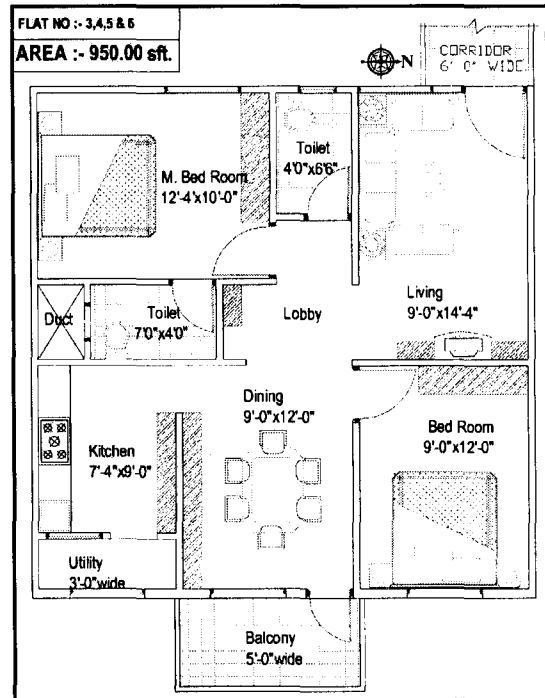 FLAT NO :- 3,4,5 & 6
AREA :- 950.00 sft.
N
CORRIDOR
6' 0" WIDE
Toilet
4'0"x6'6"
M. Bed Room
12'-4'x10'-0"
Living
9'-0"x14'-4"
Duct
Toilet
7'0"x4'0"
Lobby
Dining
9'-0"x12'-0"
Bed Room
9'-0"x12'-0"
Kitchen
7'-4"x9'-0"
Utility
3'-0"wide
Balcony
5'-0"wide